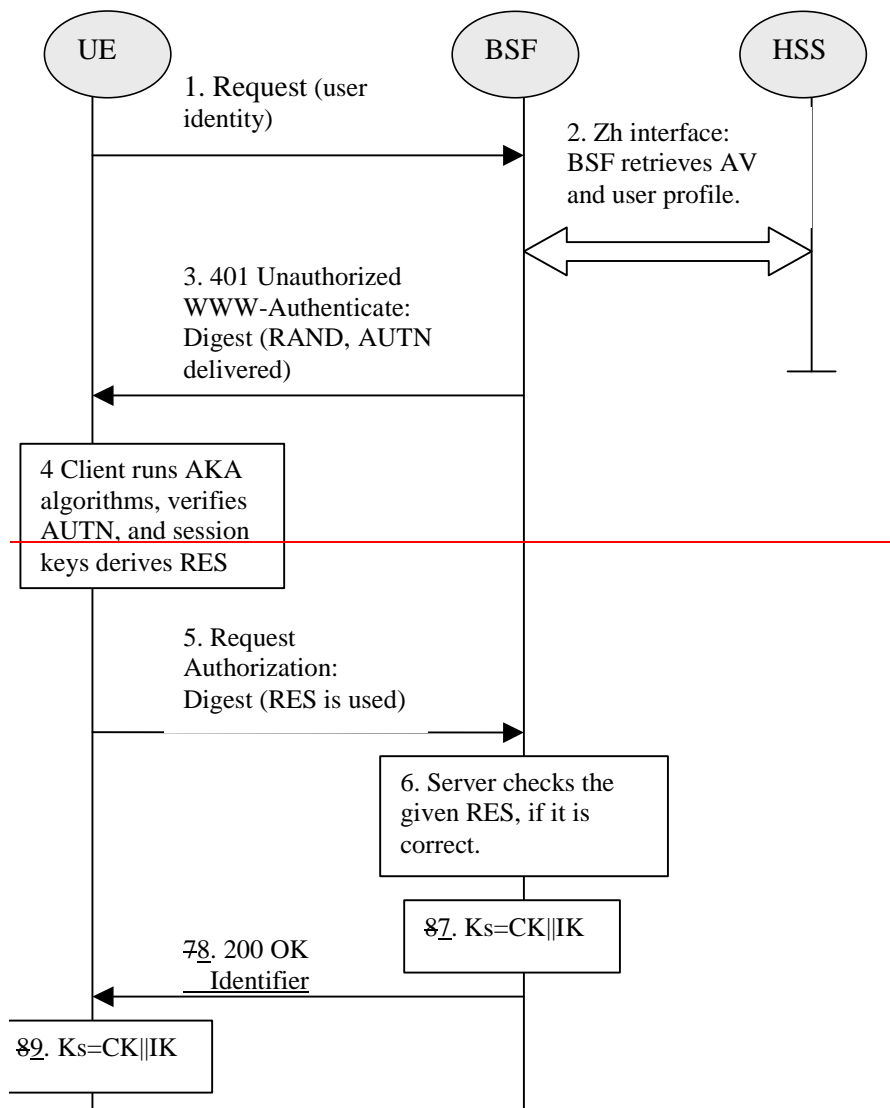 UE
BSF
HSS
1. Request (user
identity)
2. Zh interface:
BSF retrieves AV
and user profile.
3. 401 Unauthorized
WWW-Authenticate:
Digest (RAND, AUTN
delivered)
4 Client runs AKA
algorithms, verifies
AUTN, and session
keys derives RES
5. Request
Authorization:
Digest (RES is used)
6. Server checks the
given RES, if it is
correct.
87. Ks=CK||IK
78. 200 OK
Identifier
89. Ks=CK||IK